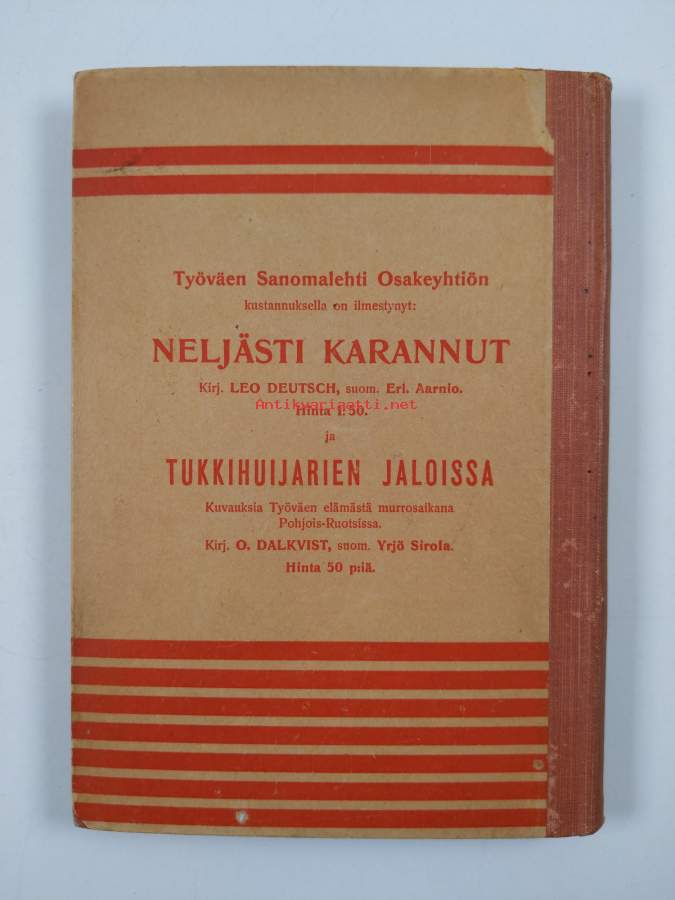 Työväen Sanomalehti Osakeyhtiön
kustannuksella on ilmestynyt:
NELJÄSTI KARANNUT
Kirj. LEO DEUTSCH, suom. Erl. Aarnio.
Antikvariaatti.net
Hinta 1:50.
ja
TUKKIHUIJARIEN JALOISSA
Kuvauksia Työväen elämästä murrosaikana
Pohjois-Ruotsissa.
Kirj. O. DALKVIST, suom. Yrjö Sirola.
Hinta 50 p:iä.